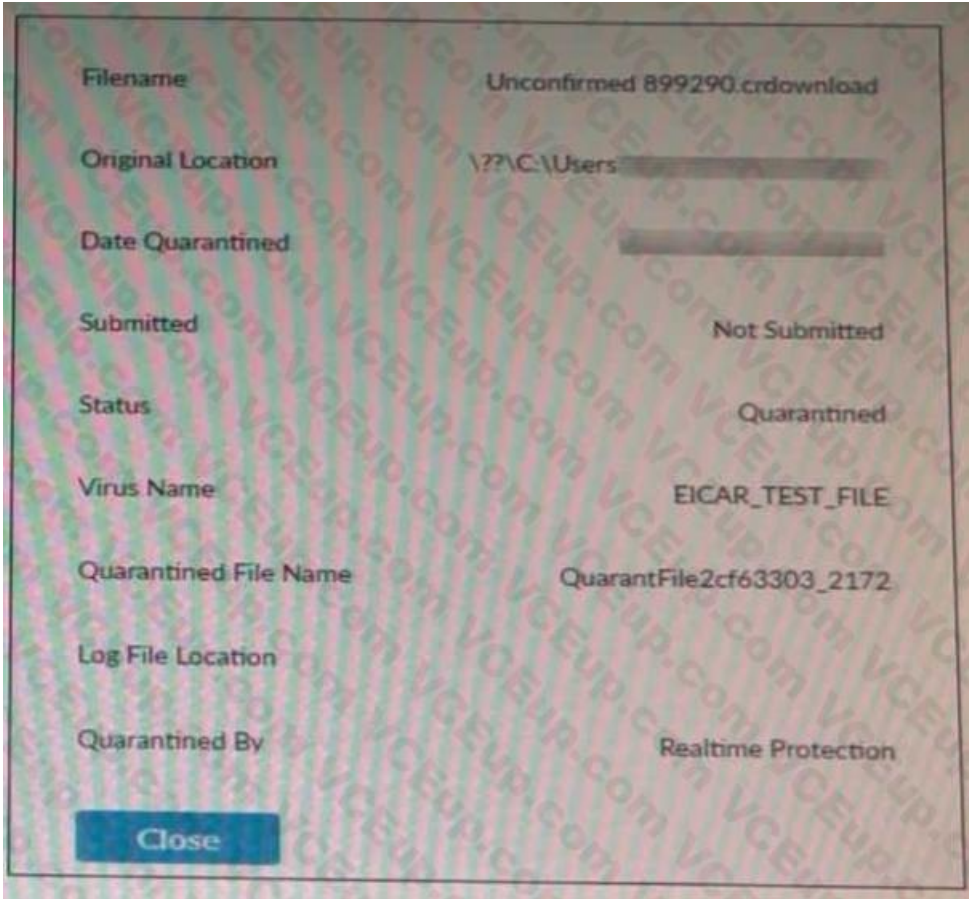 Filename Unconfirmed 899290.crdownload
Original Location \??\C:\Users
Date Quarantined
Submitted Not Submitted
Status Quarantined
Virus Name EICAR_TEST_FILE
Quarantined File Name QuarantFile2cf63303_2172
Log File Location
Quarantined By Realtime Protection
Close